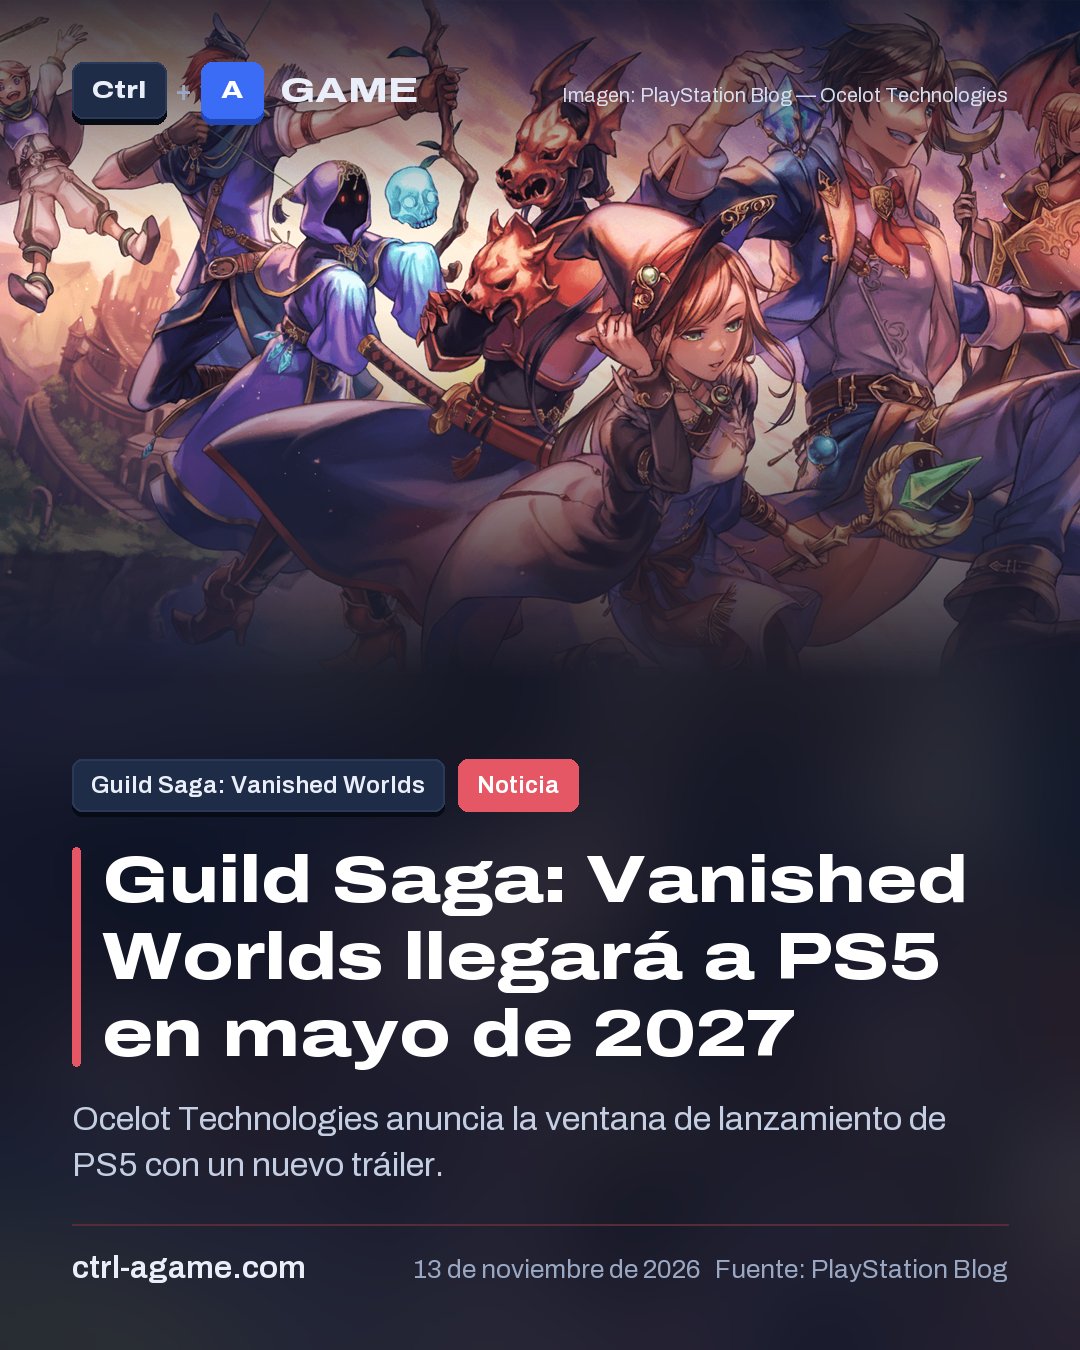 Ctrl + A GAME
Imagen: PlayStation Blog — Ocelot Technologies
Guild Saga: Vanished Worlds
Noticia
Guild Saga: Vanished
Worlds llegará a PS5
en mayo de 2027
Ocelot Technologies anuncia la ventana de lanzamiento de
PS5 con un nuevo tráiler.
ctrl-agame.com
13 de noviembre de 2026 Fuente: PlayStation Blog